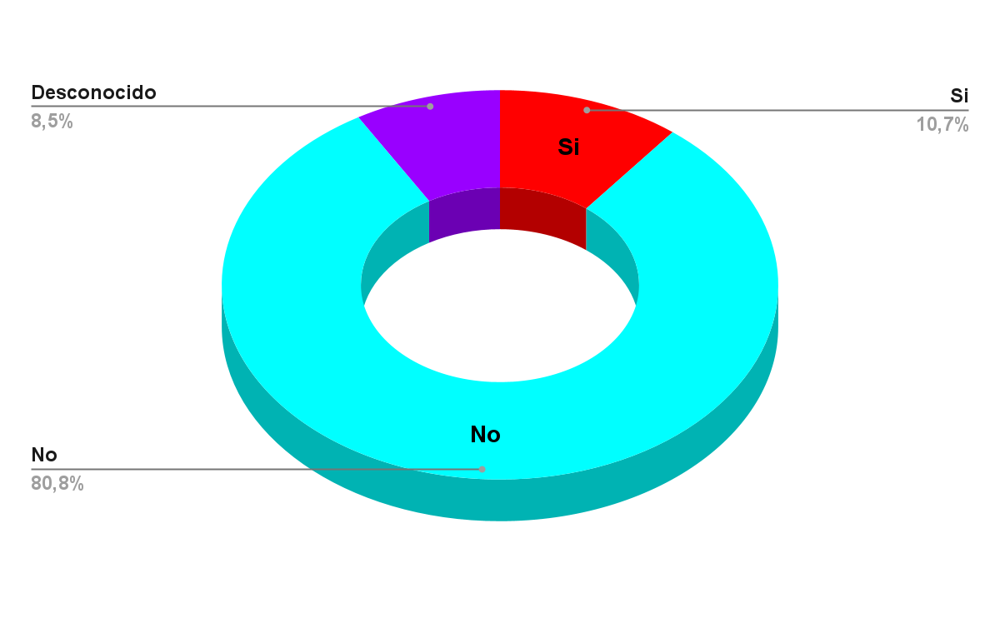 Desconocido
8,5%
Si
10,7%
Si
No
No
80,8%